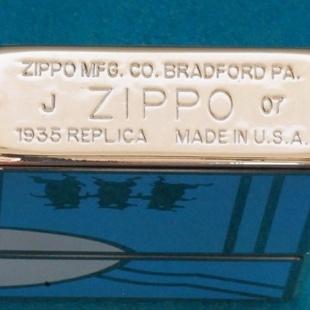 ZIPPO MFG. CO. BRADFORD PA.
J ZIPPO 07
1935 REPLICA MADE IN U.S.A.